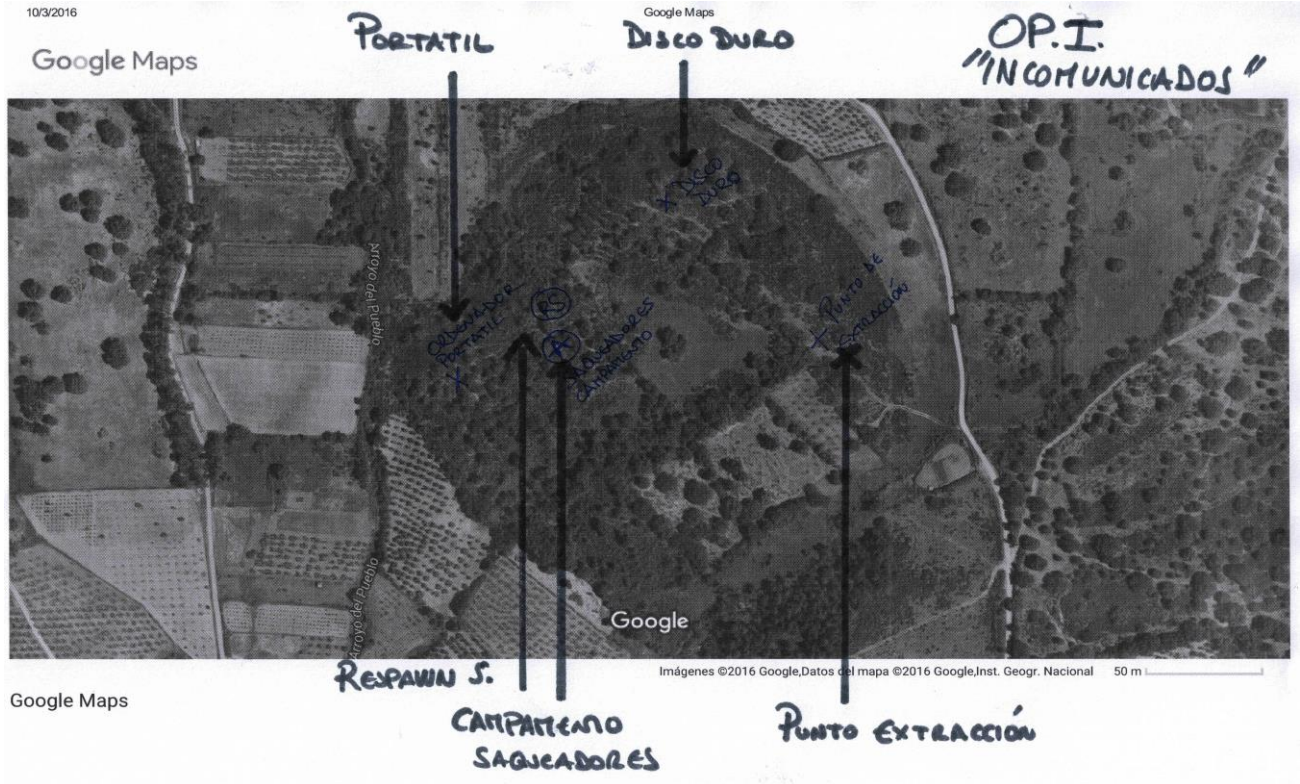 10/3/2016
Google Maps
Google Maps
PORTATIL
DISCO DURO
OP. I.
"INCOMUNICADOS"
X DISCO
DURO
Arroyo del Pueblo
ORDENADOR
PORTATIL
X
RS
A
SAQUEADORES
CAMPAMENTO
PUNTO DE
EXTRACCIÓN
Arroyo del Pueblo
Google
Imágenes ©2016 Google,Datos del mapa ©2016 Google,Inst. Geogr. Nacional
50 m
Google Maps
RESPAWN S.
CAMPAMENTO
SAQUEADORES
PUNTO EXTRACCIÓN